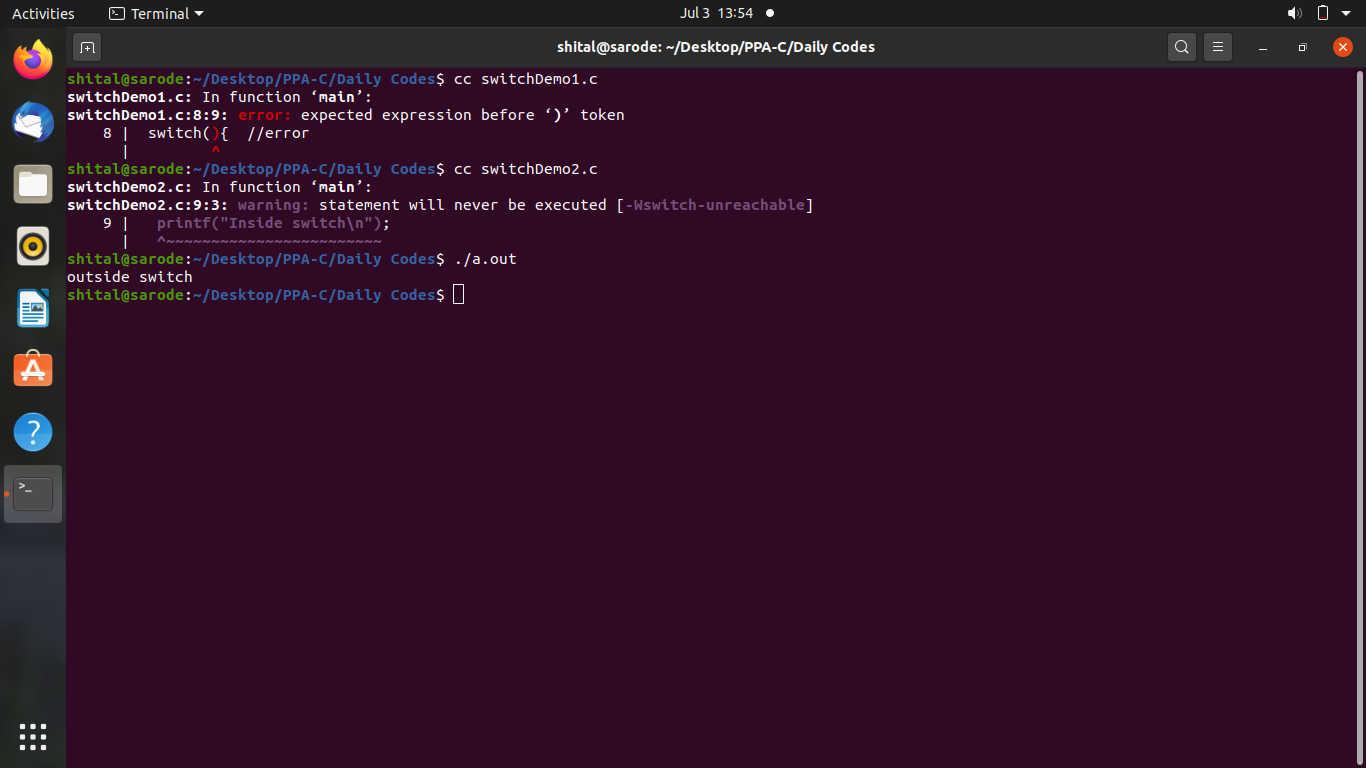 Activities Terminal Jul 3 13:54
shital@sarode: ~/Desktop/PPA-C/Daily Codes
shital@sarode:~/Desktop/PPA-C/Daily Codes$ cc switchDemo1.c
switchDemo1.c: In function ‘main’:
switchDemo1.c:8:9: error: expected expression before ‘)’ token
    8 |  switch(){  //error
      |         ^
shital@sarode:~/Desktop/PPA-C/Daily Codes$ cc switchDemo2.c
switchDemo2.c: In function ‘main’:
switchDemo2.c:9:3: warning: statement will never be executed [-Wswitch-unreachable]
    9 |   printf("Inside switch\n");
      |   ^~~~~~~~~~~~~~~~~~~~~~~~~
shital@sarode:~/Desktop/PPA-C/Daily Codes$ ./a.out
outside switch
shital@sarode:~/Desktop/PPA-C/Daily Codes$